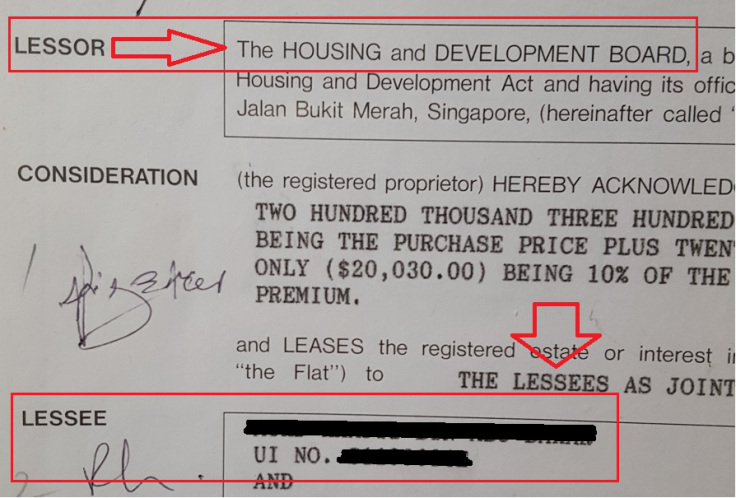 LESSOR
The HOUSING and DEVELOPMENT BOARD, a b
Housing and Development Act and having its offic
Jalan Bukit Merah, Singapore, (hereinafter called "
CONSIDERATION
(the registered proprietor) HEREBY ACKNOWLED
TWO HUNDRED THOUSAND THREE HUNDRED
BEING THE PURCHASE PRICE PLUS TWEN
ONLY ($20,030.00) BEING 10% OF THE
PREMIUM.
and LEASES the registered estate or interest i
"the Flat") to THE LESSEES AS JOINT
LESSEE
UI NO.
AND